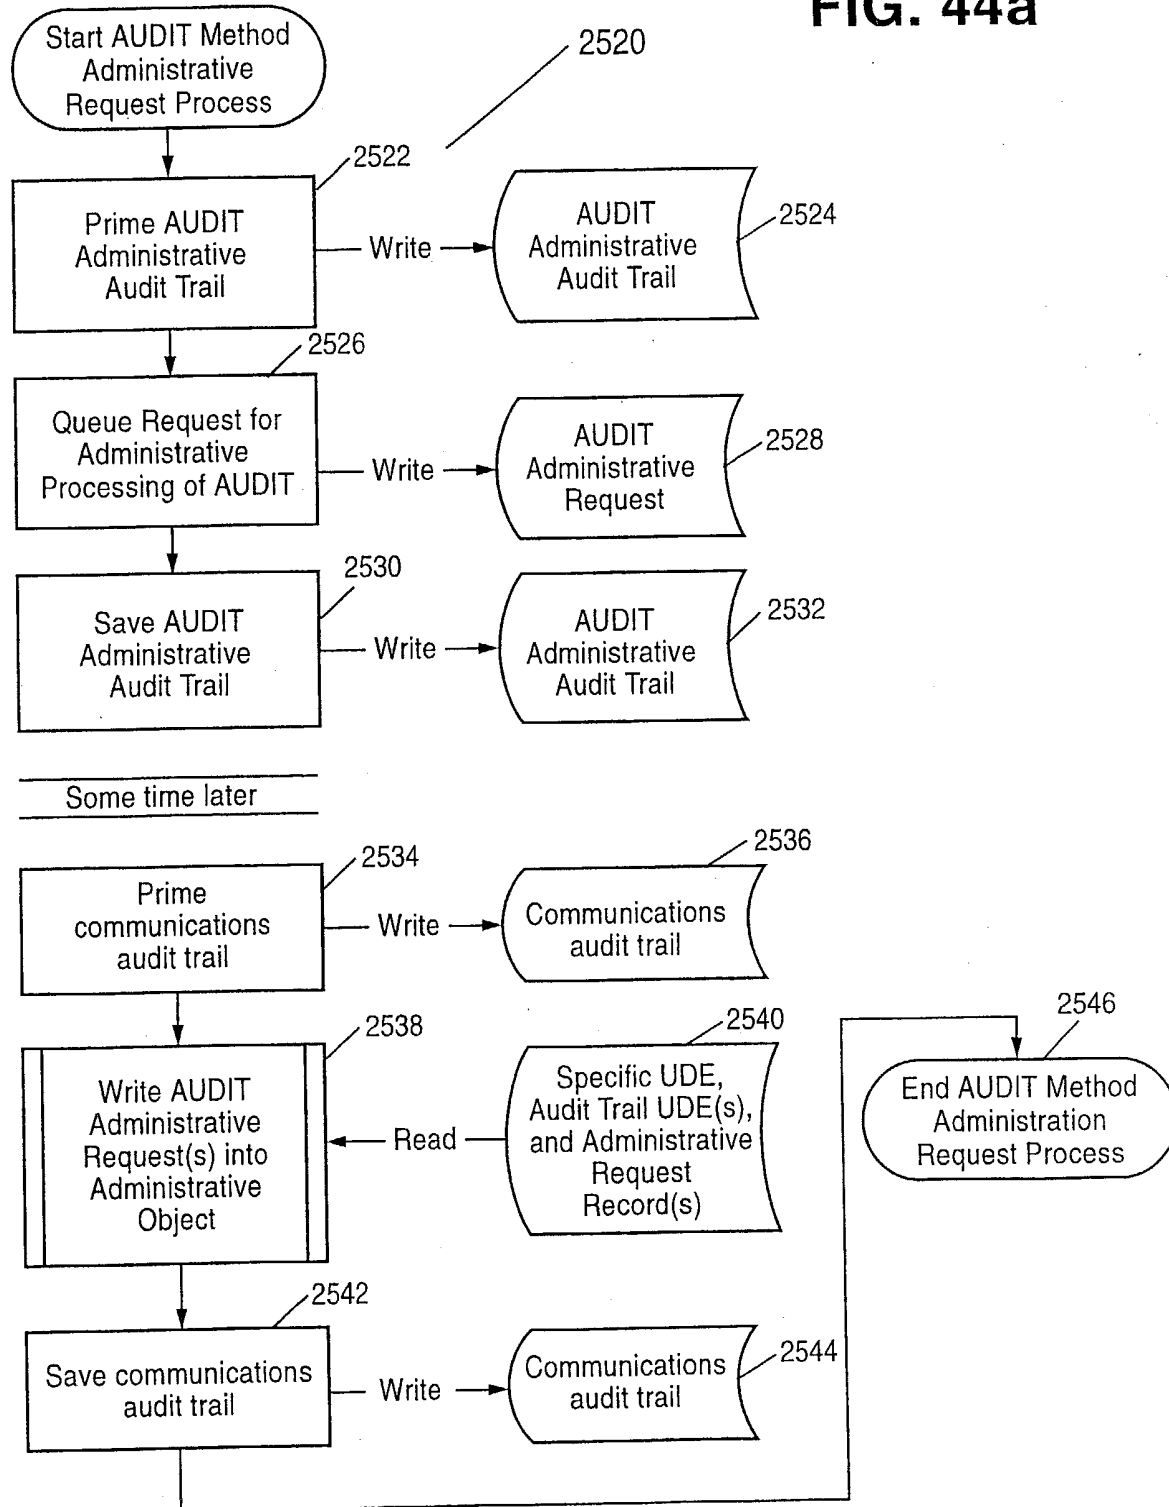 FIG. 44a
Start AUDIT Method
Administrative
Request Process
2520
2522
Prime AUDIT
Administrative
Audit Trail
Write
AUDIT
Administrative
Audit Trail
2524
2526
Queue Request for
Administrative
Processing of AUDIT
Write
AUDIT
Administrative
Request
2528
2530
Save AUDIT
Administrative
Audit Trail
Write
AUDIT
Administrative
Audit Trail
2532
Some time later
2534
Prime
communications
audit trail
Write
2536
Communications
audit trail
2538
Write AUDIT
Administrative
Request(s) into
Administrative
Object
Read
2540
Specific UDE,
Audit Trail UDE(s),
and Administrative
Request
Record(s)
2546
End AUDIT Method
Administration
Request Process
2542
Save communications
audit trail
Write
Communications
audit trail
2544